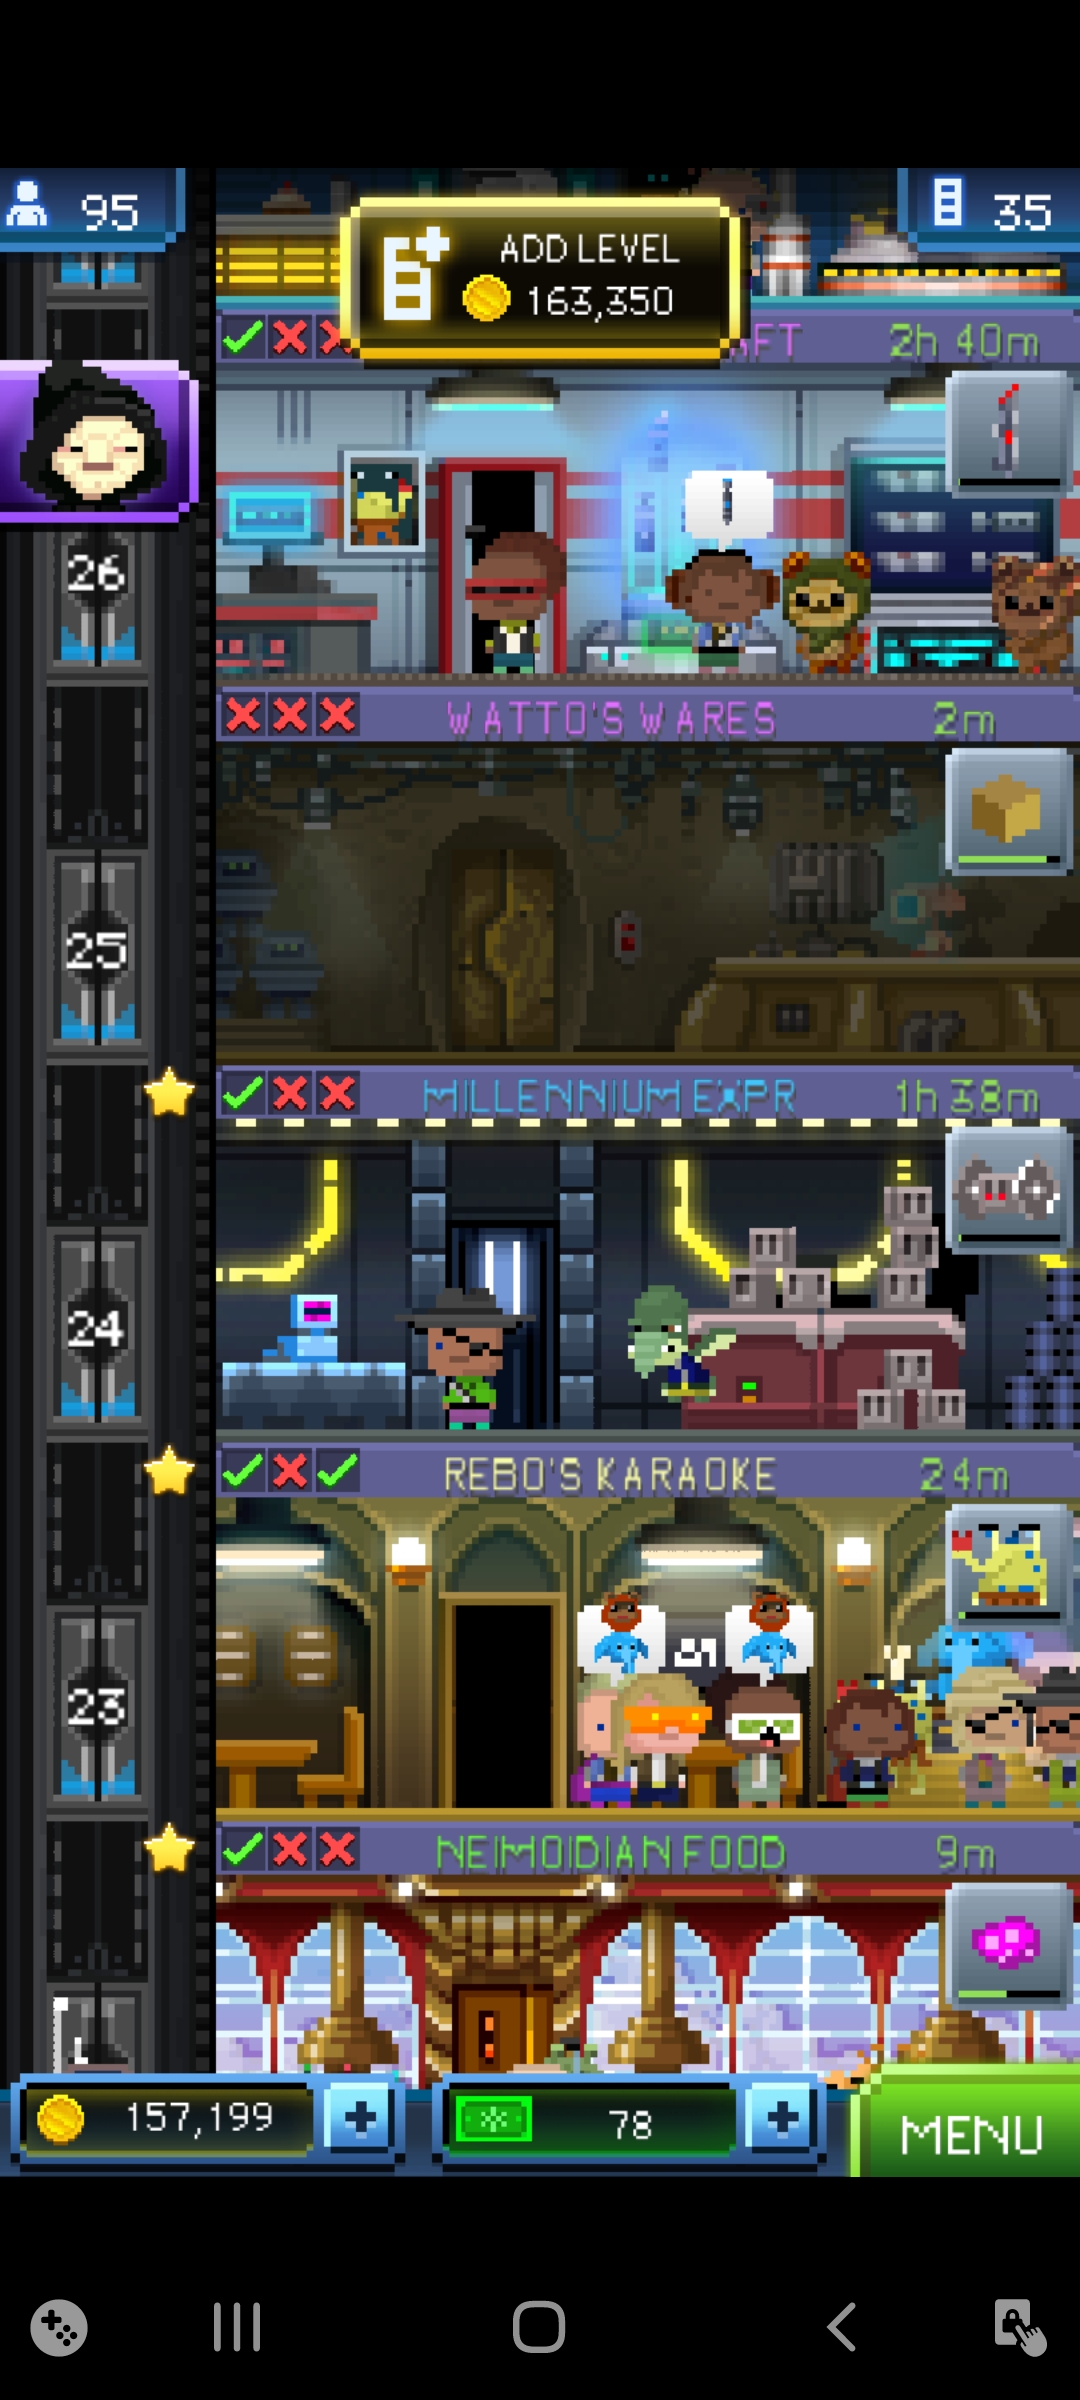 95
35
ADD LEVEL
163,350
2h 40m
26
WATTO'S WARES
2m
25
MILLENNIUM EXPR
1h 38m
24
REBO'S KARAOKE
24m
23
NEIMOIDIAN FOOD
9m
157,199
78
MENU